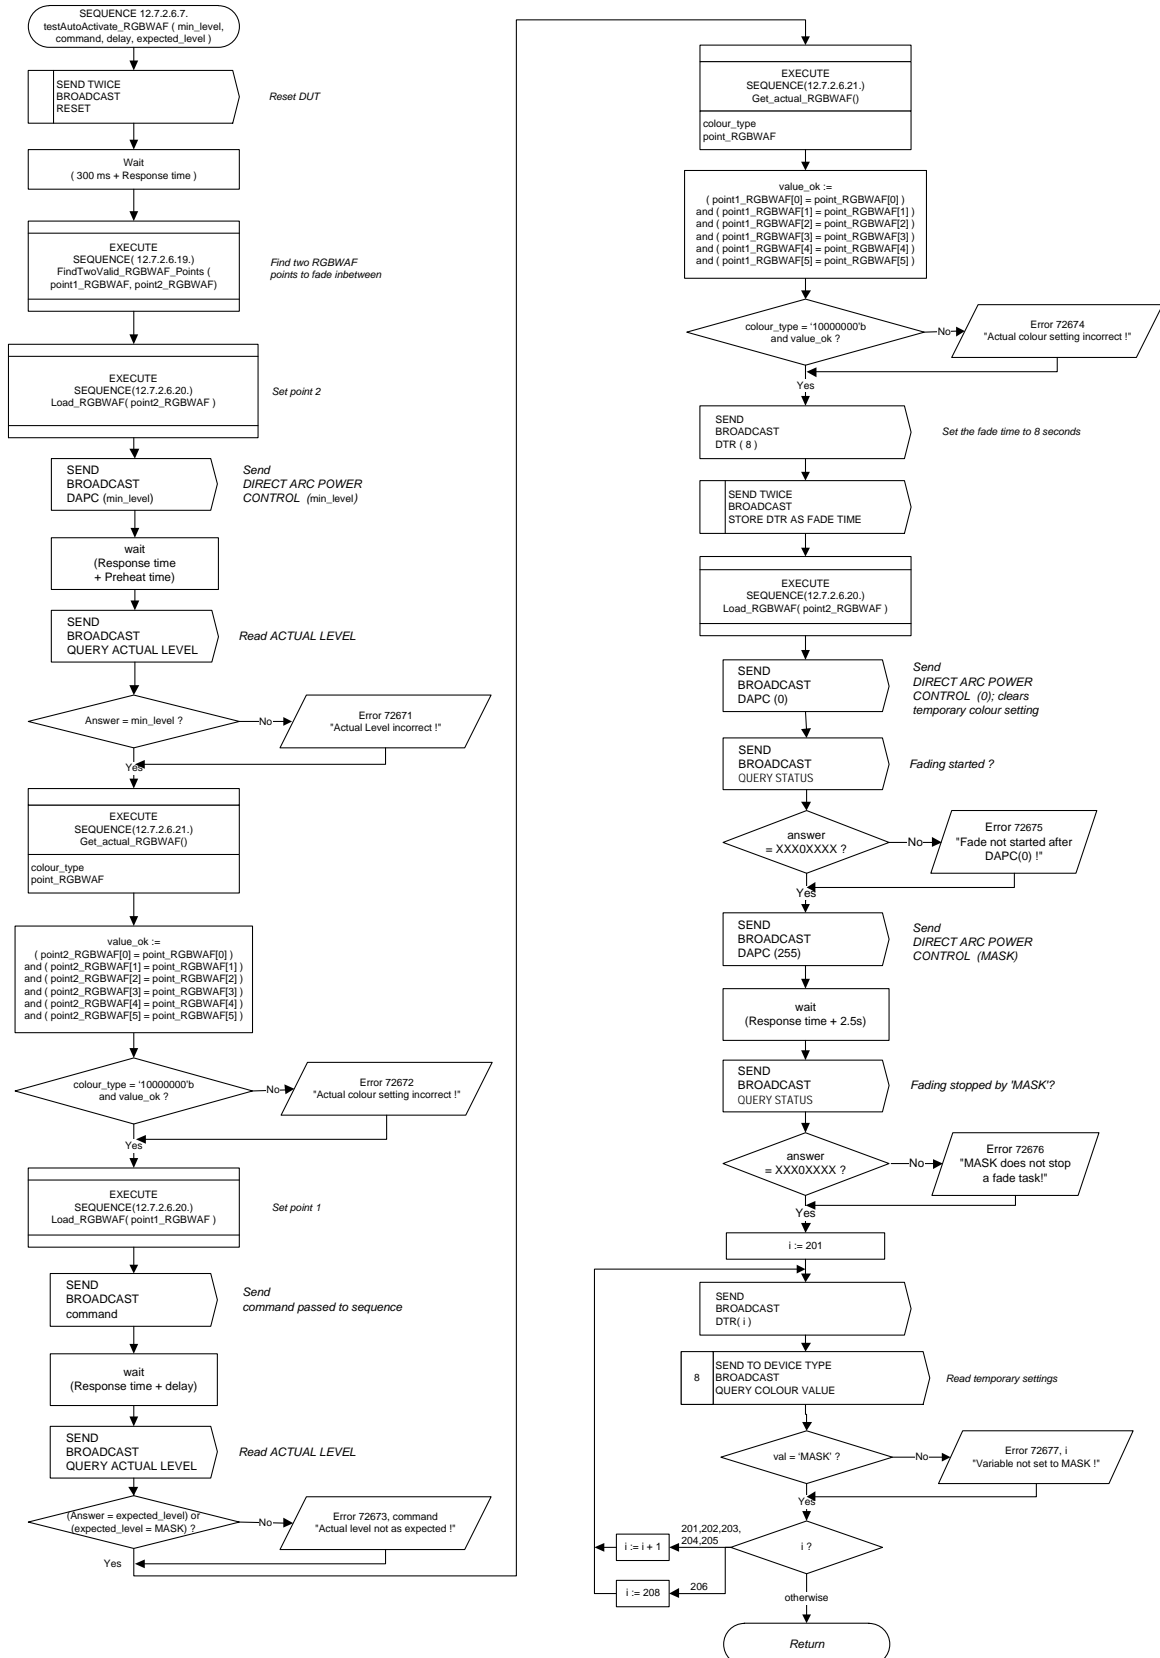 SEQUENCE 12.7.2.6.7.
testAutoActivate_RGBWAF ( min_level,
command, delay, expected_level )
SEND TWICE
BROADCAST
RESET
Reset DUT
Wait
( 300 ms + Response time )
EXECUTE
SEQUENCE( 12.7.2.6.19.)
FindTwoValid_RGBWAF_Points (
point1_RGBWAF, point2_RGBWAF)
Find two RGBWAF
points to fade inbetween
EXECUTE
SEQUENCE(12.7.2.6.20.)
Load_RGBWAF( point2_RGBWAF )
Set point 2
SEND
BROADCAST
DAPC (min_level)
Send
DIRECT ARC POWER
CONTROL (min_level)
wait
(Response time
+ Preheat time)
SEND
BROADCAST
QUERY ACTUAL LEVEL
Read ACTUAL LEVEL
Answer = min_level ?
No
Error 72671
"Actual Level incorrect !"
Yes
EXECUTE
SEQUENCE(12.7.2.6.21.)
Get_actual_RGBWAF()
colour_type
point_RGBWAF
value_ok :=
( point2_RGBWAF[0] = point_RGBWAF[0] )
and ( point2_RGBWAF[1] = point_RGBWAF[1] )
and ( point2_RGBWAF[2] = point_RGBWAF[2] )
and ( point2_RGBWAF[3] = point_RGBWAF[3] )
and ( point2_RGBWAF[4] = point_RGBWAF[4] )
and ( point2_RGBWAF[5] = point_RGBWAF[5] )
colour_type = '10000000'b
and value_ok ?
No
Error 72672
"Actual colour setting incorrect !"
Yes
EXECUTE
SEQUENCE(12.7.2.6.20.)
Load_RGBWAF( point1_RGBWAF )
Set point 1
SEND
BROADCAST
command
Send
command passed to sequence
wait
(Response time + delay)
SEND
BROADCAST
QUERY ACTUAL LEVEL
Read ACTUAL LEVEL
(Answer = expected_level) or
(expected_level = MASK) ?
No
Error 72673, command
"Actual level not as expected !"
Yes
EXECUTE
SEQUENCE(12.7.2.6.21.)
Get_actual_RGBWAF()
colour_type
point_RGBWAF
value_ok :=
( point1_RGBWAF[0] = point_RGBWAF[0] )
and ( point1_RGBWAF[1] = point_RGBWAF[1] )
and ( point1_RGBWAF[2] = point_RGBWAF[2] )
and ( point1_RGBWAF[3] = point_RGBWAF[3] )
and ( point1_RGBWAF[4] = point_RGBWAF[4] )
and ( point1_RGBWAF[5] = point_RGBWAF[5] )
colour_type = '10000000'b
and value_ok ?
No
Error 72674
"Actual colour setting incorrect !"
Yes
SEND
BROADCAST
DTR ( 8 )
Set the fade time to 8 seconds
SEND TWICE
BROADCAST
STORE DTR AS FADE TIME
EXECUTE
SEQUENCE(12.7.2.6.20.)
Load_RGBWAF( point2_RGBWAF )
SEND
BROADCAST
DAPC (0)
Send
DIRECT ARC POWER
CONTROL (0); clears
temporary colour setting
SEND
BROADCAST
QUERY STATUS
Fading started ?
answer
= XXX0XXXX ?
No
Error 72675
"Fade not started after
DAPC(0) !"
Yes
SEND
BROADCAST
DAPC (255)
Send
DIRECT ARC POWER
CONTROL (MASK)
wait
(Response time + 2.5s)
SEND
BROADCAST
QUERY STATUS
Fading stopped by 'MASK'?
answer
= XXX0XXXX ?
No
Error 72676
"MASK does not stop
a fade task!"
Yes
i := 201
SEND
BROADCAST
DTR( i )
8
SEND TO DEVICE TYPE
BROADCAST
QUERY COLOUR VALUE
Read temporary settings
val = 'MASK' ?
No
Error 72677, i
"Variable not set to MASK !"
Yes
201,202,203,
204,205
i := i + 1
i ?
i := 208
206
otherwise
Return